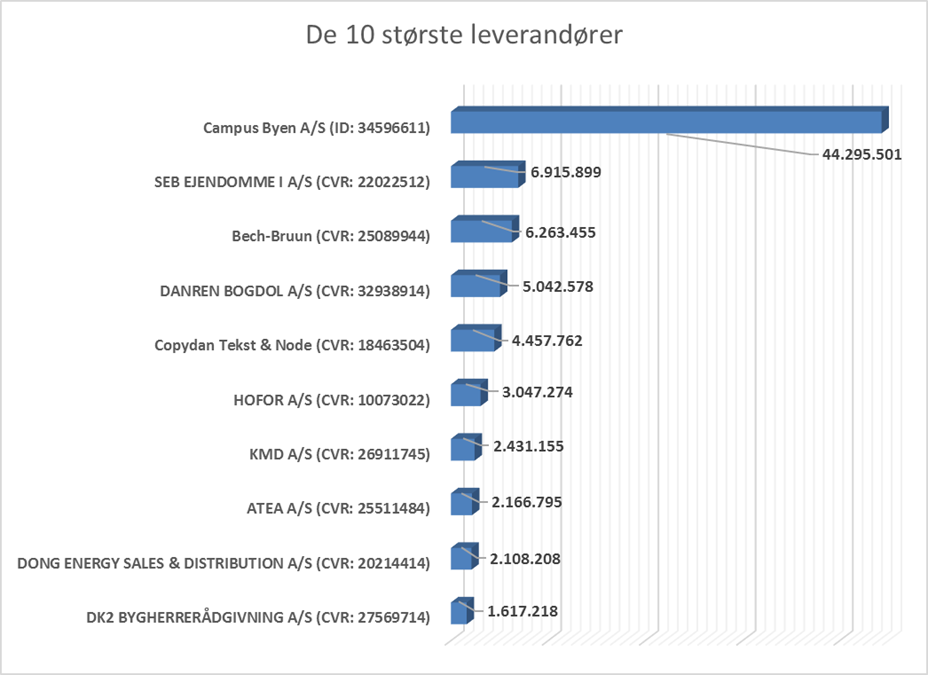 De 10 største leverandører
Campus Byen A/S (ID: 34596611)
44.295.501
SEB EJENDOMME I A/S (CVR: 22022512)
6.915.899
Bech-Bruun (CVR: 25089944)
6.263.455
DANREN BOGDOL A/S (CVR: 32938914)
5.042.578
Copydan Tekst & Node (CVR: 18463504)
4.457.762
HOFOR A/S (CVR: 10073022)
3.047.274
KMD A/S (CVR: 26911745)
2.431.155
ATEA A/S (CVR: 25511484)
2.166.795
DONG ENERGY SALES & DISTRIBUTION A/S (CVR: 20214414)
2.108.208
DK2 BYGHERRERÅDGIVNING A/S (CVR: 27569714)
1.617.218